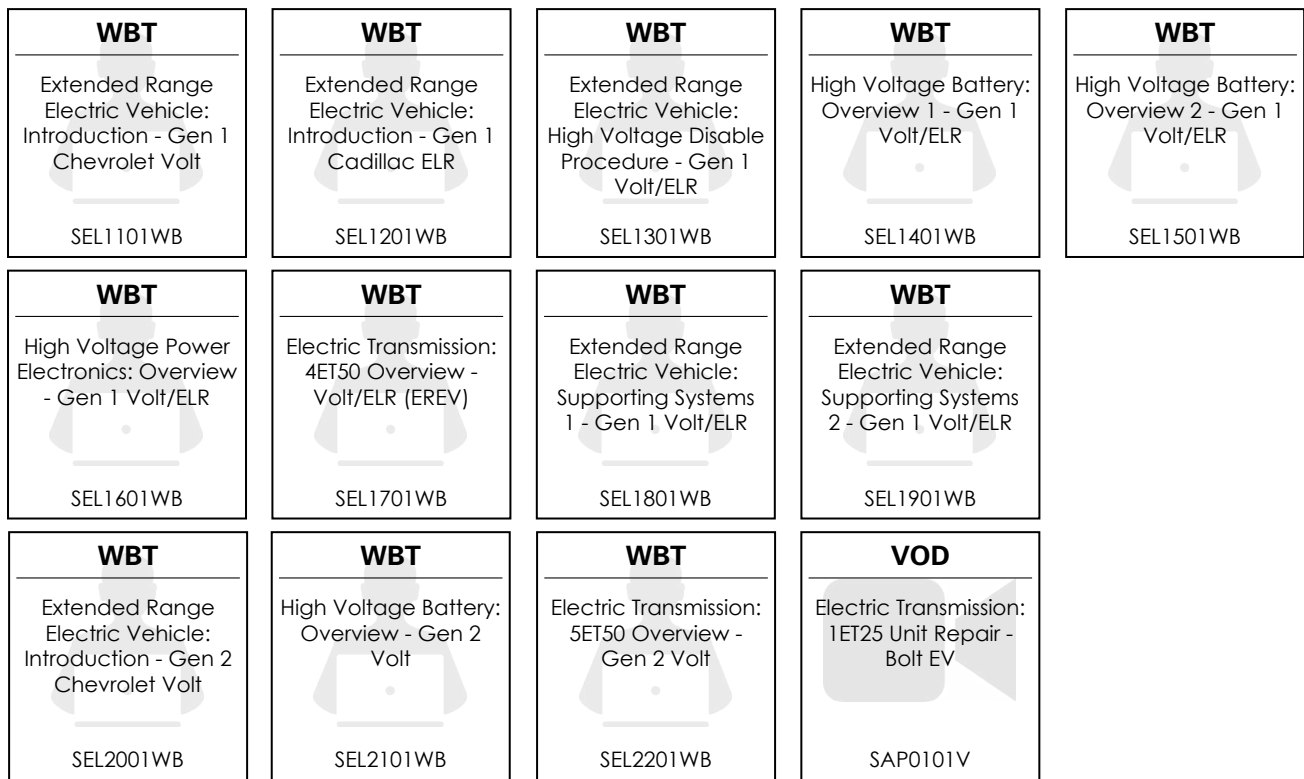 WBT
Extended Range
Electric Vehicle:
Introduction - Gen 1
Chevrolet Volt
SEL1101WB
WBT
Extended Range
Electric Vehicle:
Introduction - Gen 1
Cadillac ELR
SEL1201WB
WBT
Extended Range
Electric Vehicle:
High Voltage Disable
Procedure - Gen 1
Volt/ELR
SEL1301WB
WBT
High Voltage Battery:
Overview 1 - Gen 1
Volt/ELR
SEL1401WB
WBT
High Voltage Battery:
Overview 2 - Gen 1
Volt/ELR
SEL1501WB
WBT
High Voltage Power
Electronics: Overview
- Gen 1 Volt/ELR
SEL1601WB
WBT
Electric Transmission:
4ET50 Overview -
Volt/ELR (EREV)
SEL1701WB
WBT
Extended Range
Electric Vehicle:
Supporting Systems
1 - Gen 1 Volt/ELR
SEL1801WB
WBT
Extended Range
Electric Vehicle:
Supporting Systems
2 - Gen 1 Volt/ELR
SEL1901WB
WBT
Extended Range
Electric Vehicle:
Introduction - Gen 2
Chevrolet Volt
SEL2001WB
WBT
High Voltage Battery:
Overview - Gen 2
Volt
SEL2101WB
WBT
Electric Transmission:
5ET50 Overview -
Gen 2 Volt
SEL2201WB
VOD
Electric Transmission:
1ET25 Unit Repair -
Bolt EV
SAP0101V